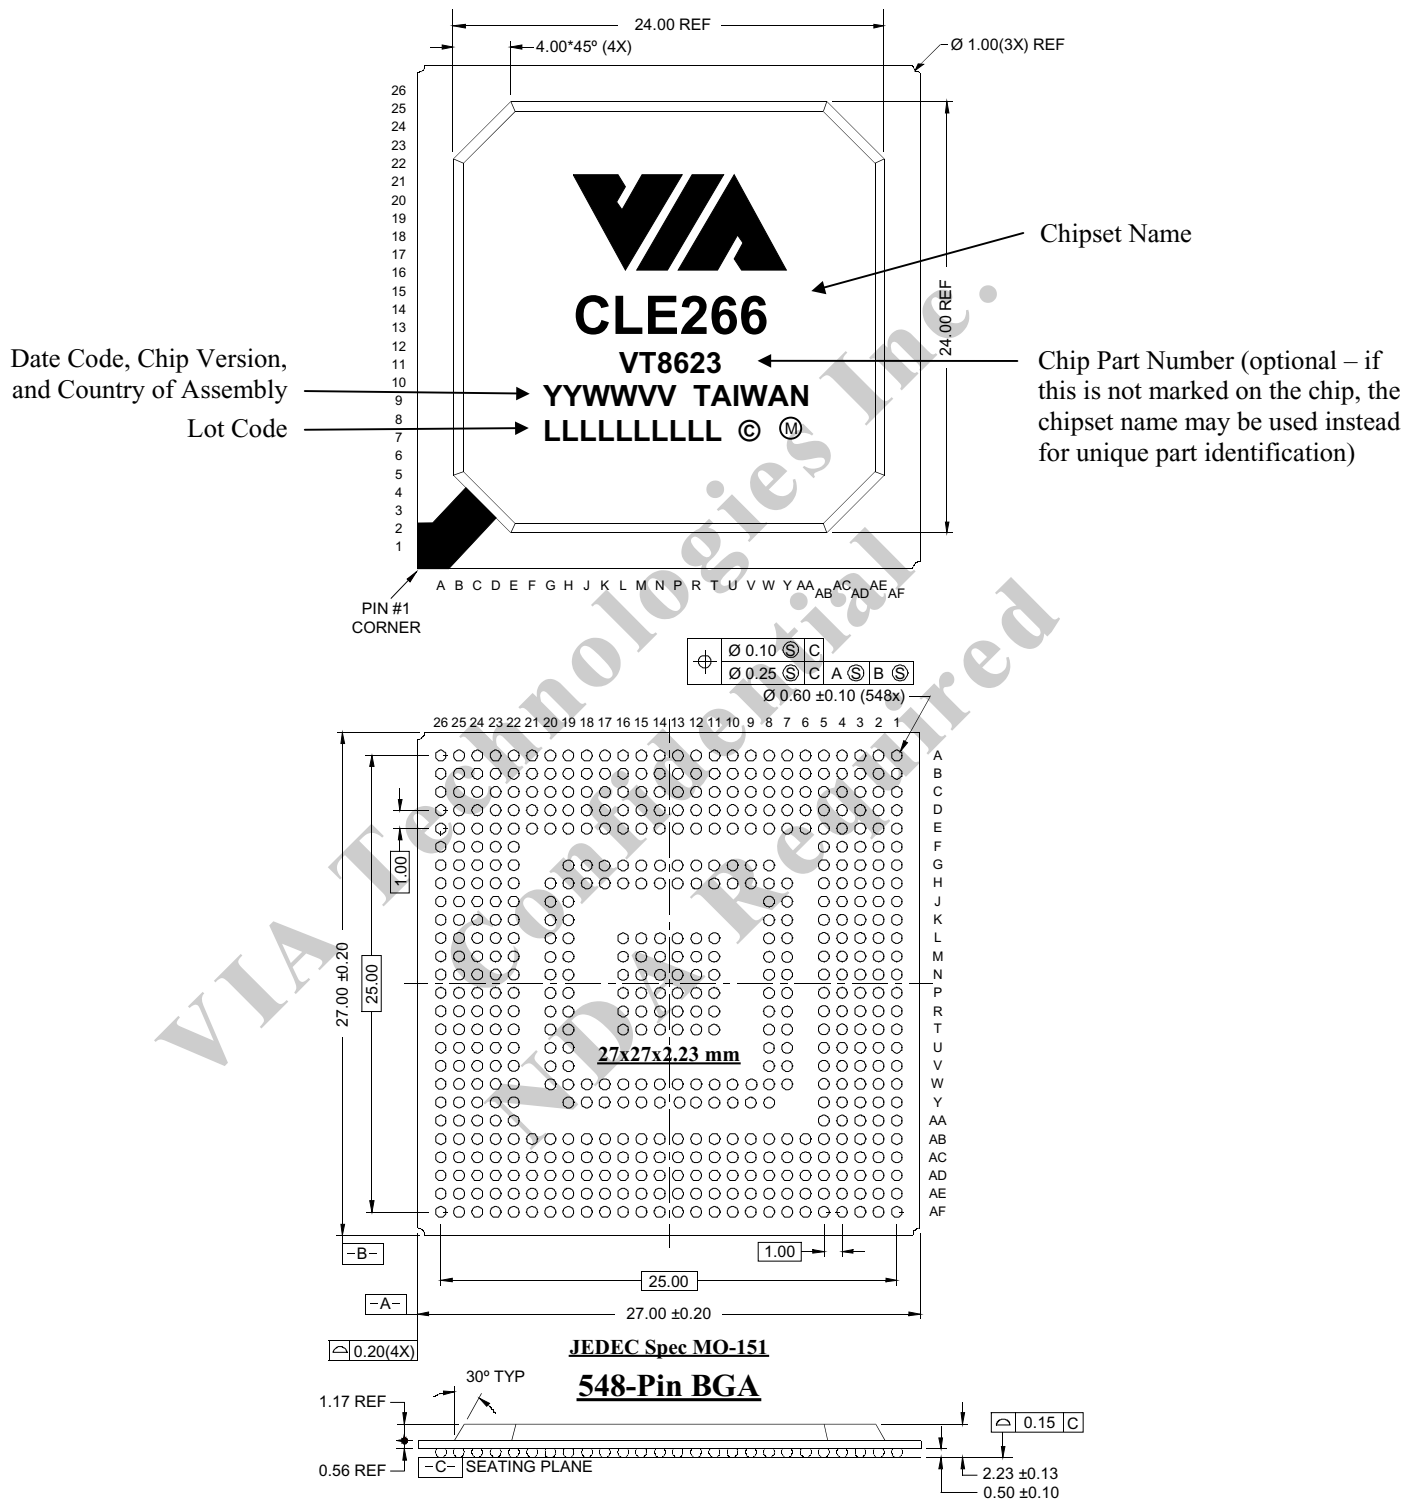 24.00 REF
4.00*45º (4X)
Ø 1.00(3X) REF
26
25
24
23
22
21
20
19
18
17
16
15
14
13
12
11
10
9
8
7
6
5
4
3
2
1
VIA
CLE266
VT8623
YYWWVV TAIWAN
LLLLLLLLLL © Ⓜ
24.00 REF
Chipset Name
Date Code, Chip Version,
and Country of Assembly
Lot Code
Chip Part Number (optional – if
this is not marked on the chip, the
chipset name may be used instead
for unique part identification)
A B C D E F G H J K L M N P R T U V W Y AA AB AC AD AE AF
PIN #1
CORNER
Ø 0.10 Ⓢ C
Ø 0.25 Ⓢ C A Ⓢ B Ⓢ
Ø 0.60 ±0.10 (548x)
26 25 24 23 22 21 20 19 18 17 16 15 14 13 12 11 10 9 8 7 6 5 4 3 2 1
A
B
C
D
E
F
G
H
J
K
L
M
N
P
R
T
U
V
W
Y
AA
AB
AC
AD
AE
AF
1.00
27.00 ±0.20
25.00
27x27x2.23 mm
-B-
1.00
25.00
-A-
27.00 ±0.20
0.20(4X)
JEDEC Spec MO-151
548-Pin BGA
30º TYP
1.17 REF
0.56 REF
-C- SEATING PLANE
0.15 C
2.23 ±0.13
0.50 ±0.10
VIA Technologies Inc.
Confidential
NDA Required